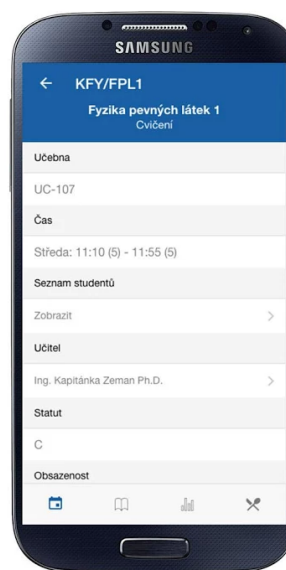 SAMSUNG
KFY/FPL1
Fyzika pevných látek 1
Cvičení
Učebna
UC-107
Čas
Středa: 11:10 (5) - 11:55 (5)
Seznam studentů
Zobrazit
Učitel
Ing. Kapitánka Zeman Ph.D.
Statut
C
Obsazenost